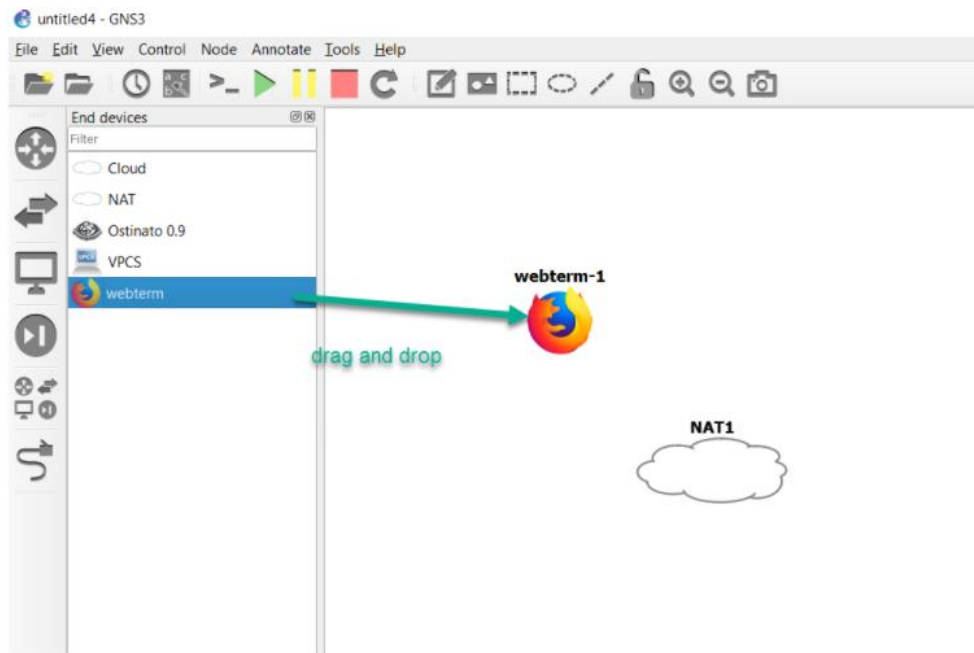 untitled4 - GNS3
File Edit View Control Node Annotate Tools Help
End devices
Filter
Cloud
NAT
Ostinato 0.9
VPCS
webterm
webterm-1
drag and drop
NAT1